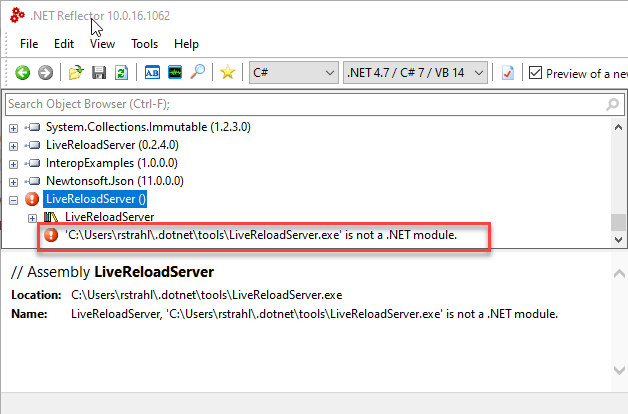 .NET Reflector 10.0.16.1062
File Edit View Tools Help
C# .NET 4.7 / C# 7 / VB 14 Preview of a new
Search Object Browser (Ctrl-F);
System.Collections.Immutable (1.2.3.0)
LiveReloadServer (0.2.4.0)
InteropExamples (1.0.0.0)
Newtonsoft.Json (11.0.0.0)
LiveReloadServer ()
LiveReloadServer
'C:\Users\rstrahl\.dotnet\tools\LiveReloadServer.exe' is not a .NET module.
// Assembly LiveReloadServer
Location: C:\Users\rstrahl\.dotnet\tools\LiveReloadServer.exe
Name: LiveReloadServer, 'C:\Users\rstrahl\.dotnet\tools\LiveReloadServer.exe' is not a .NET module.